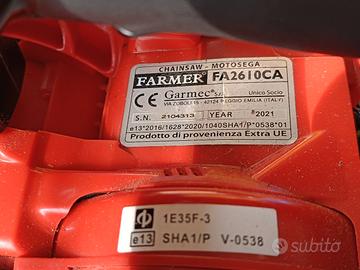 CHAINSAW - MOTOSEGA
FARMER FA2610CA
CE Garmec S.r.l. Unico Socio
VIA ZUBOLI 15 - 42124 REGGIO EMILIA (ITALY)
S.N. 2104313 YEAR 2021
e13*2016/1628*2020/1040SHA1/P*0538*01
Prodotto di provenienza Extra UE
1E35F-3
e13 SHA1/P V-0538
subito